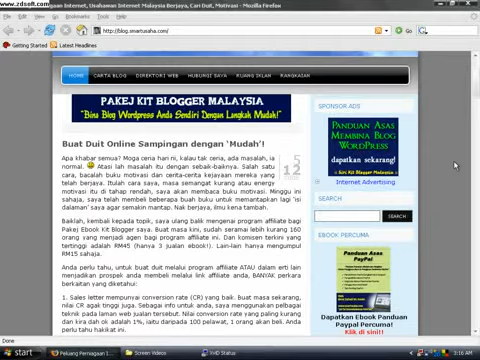 www.zdsoft.com
gaan Internet, Usahawan Internet Malaysia Berjaya, Cari Duit, Motivasi - Mozilla Firefox
File Edit View History Bookmarks Tools Help
http://blog.smartusaha.com/
Google
Getting Started Latest Headlines
HOME CARTA BLOG DIREKTORI WEB HUBUNGI SAYA RUANG IKLAN RANGKAIAN
PAKEJ KIT BLOGGER MALAYSIA
"Bina Blog Wordpress Anda Sendiri Dengan Langkah Mudah!"
Buat Duit Online Sampingan dengan 'Mudah'!
5
12
Apa khabar semua? Moga ceria hari ni, kalau tak ceria, ada masalah, ia
normal. Atasi lah masalah itu dengan sebaik-baiknya. Salah satu
cara, bacalah buku motivasi dan cerita-cerita kejayaan mereka yang
telah berjaya. Itulah cara saya, masa semangat kurang atau energy
motivasi itu di tahap rendah, saya akan membaca buku motivasi. Minggu ini
sahaja, saya telah membeli beberapa buah buku untuk memantapkan lagi 'isi
dalaman' saya agar semakin mantap. Nak berjaya, ilmu kena tambah.
Baiklah, kembali kepada topik, saya ulang balik mengenai program affiliate bagi
Pakej Ebook Kit Blogger saya. Buat masa kini, sudah seramai lebih kurang 160
orang yang menjadi agen bagi program affiliate ini. Dan komisen terkini yang
tertinggi adalah RM45 (hanya 3 jualan ebook!). Lain-lain hanya mengumpul
RM15 sahaja.
Anda perlu tahu, untuk buat duit melalui program affiliate ATAU dalam erti lain
menjadikan prospek anda membeli melalui link affiliate anda, BANYAK perkara
berkaitan yang diketahui:
1. Sales letter mempunyai conversion rate (CR) yang baik. Buat masa sekarang,
nilai CR agak tinggi juga. Sebagai info untuk anda, saya menggunakan pelbagai
teknik pada laman web jualan tersebut. Nilai conversion rate yang paling kurang
dan kira ok adalah 1%, iaitu daripada 100 pelawat, 1 orang akan beli. Anda
perlu tahu hakikat ini.
SPONSOR ADS
PANDUAN ASAS
MEMBINA BLOG
WORDPRESS
dapatkan sekarang!
Siri Kit Blogger Malaysia
Internet Advertising
SEARCH
SEARCH
EBOOK PERCUMA
Panduan Asas
PayPal
Dapatkan Ebook Panduan
Paypal Percuma!
Klik di sini!!
Done
start Peluang Perniagaan I... Screen Videos VHD Status 3:16 AM